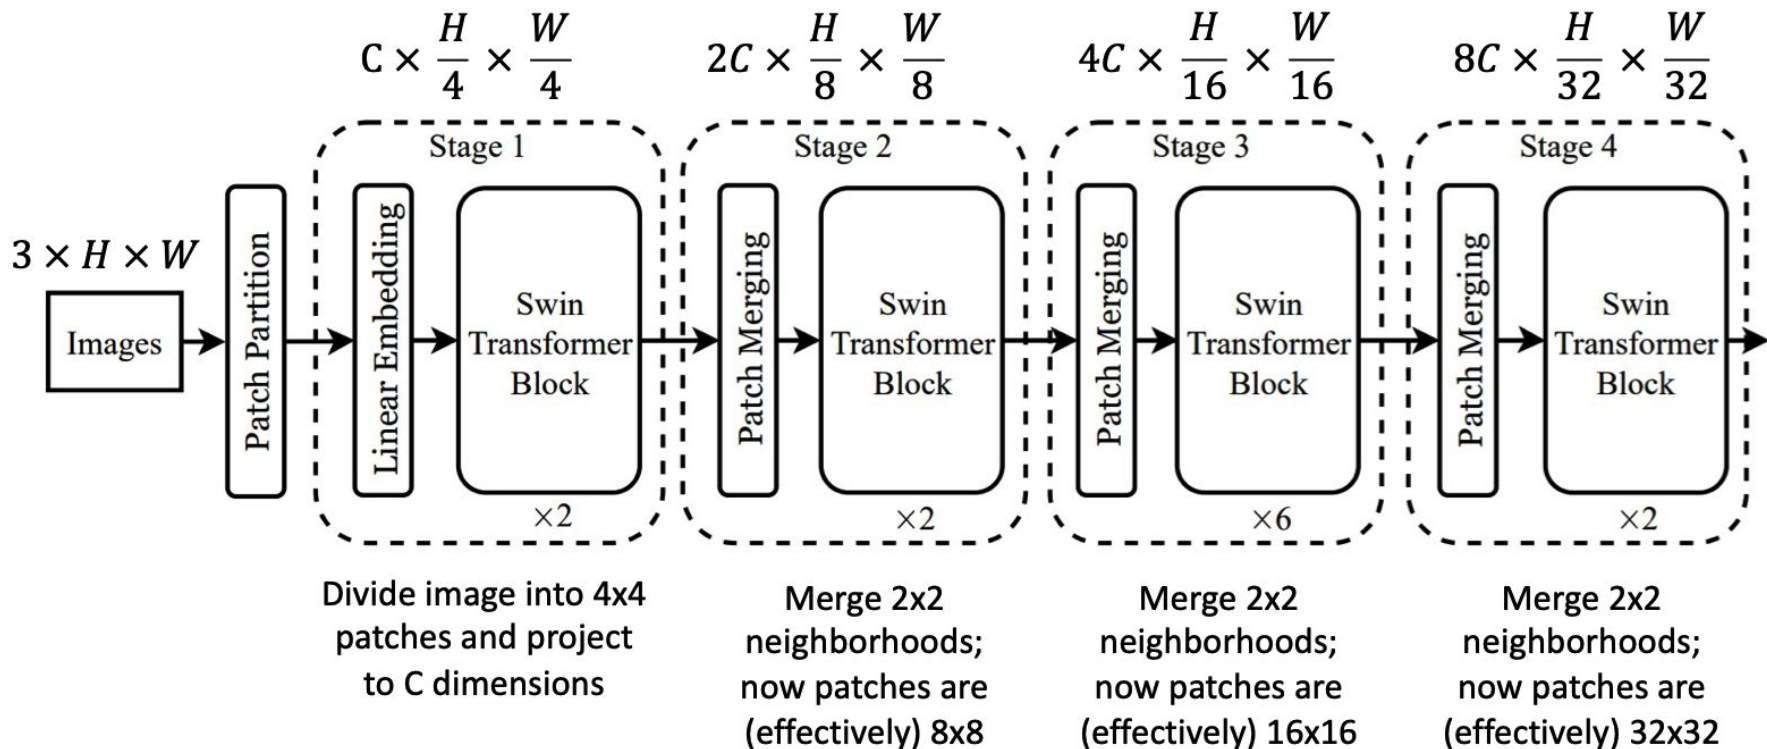 C × H/4 × W/4
2C × H/8 × W/8
4C × H/16 × W/16
8C × H/32 × W/32
Stage 1
Stage 2
Stage 3
Stage 4
3 × H × W
Images
Patch Partition
Linear Embedding
Swin
Transformer
Block
×2
Patch Merging
Swin
Transformer
Block
×2
Patch Merging
Swin
Transformer
Block
×6
Patch Merging
Swin
Transformer
Block
×2
Divide image into 4x4
patches and project
to C dimensions
Merge 2x2
neighborhoods;
now patches are
(effectively) 8x8
Merge 2x2
neighborhoods;
now patches are
(effectively) 16x16
Merge 2x2
neighborhoods;
now patches are
(effectively) 32x32